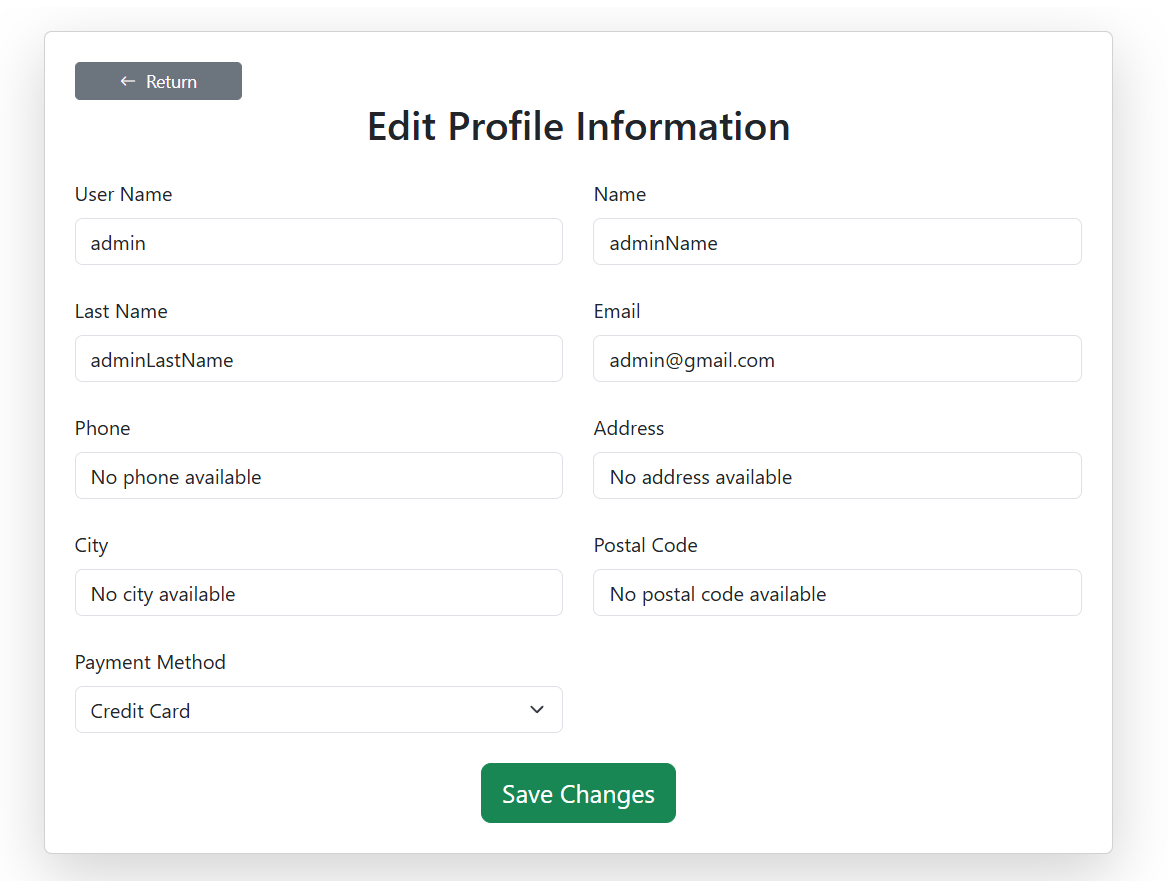 ← Return
Edit Profile Information
User Name
Name
admin
adminName
Last Name
Email
adminLastName
admin@gmail.com
Phone
Address
No phone available
No address available
City
Postal Code
No city available
No postal code available
Payment Method
Credit Card
Save Changes